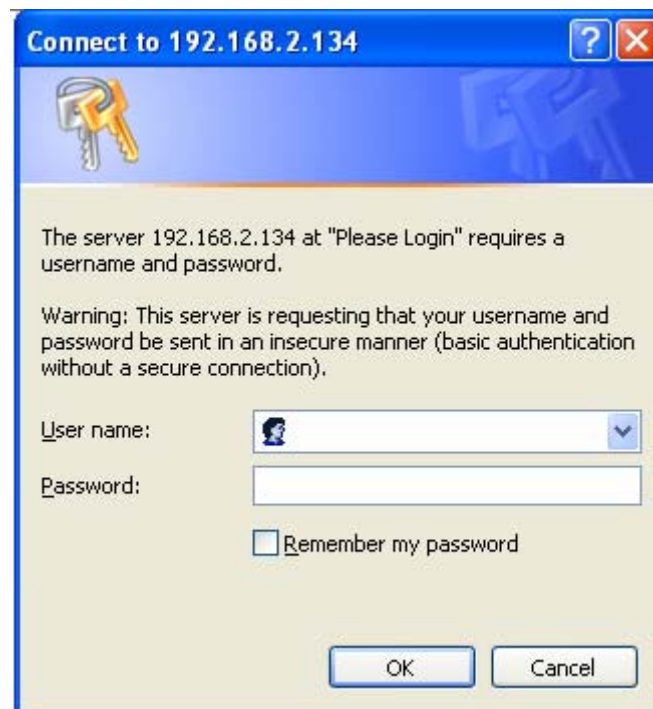 Connect to 192.168.2.134
The server 192.168.2.134 at "Please Login" requires a
username and password.
Warning: This server is requesting that your username and
password be sent in an insecure manner (basic authentication
without a secure connection).
User name:
Password:
Remember my password
OK
Cancel